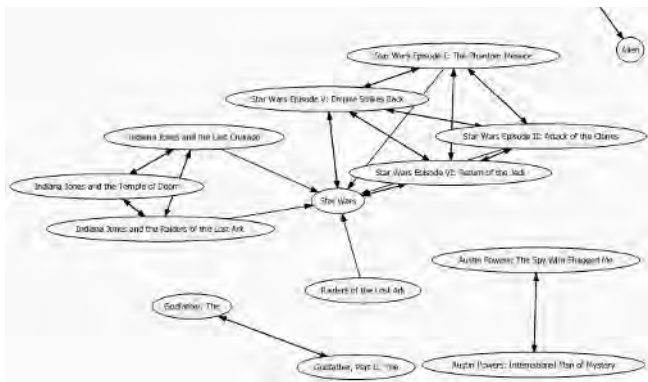 Star Wars Episode I: The Phantom Menace
Alien
Star Wars Episode V: Empire Strikes Back
Indiana Jones and the Last Crusade
Star Wars Episode II: Attack of the Clones
Star Wars Episode VI: Return of the Jedi
Indiana Jones and the Temple of Doom
Star Wars
Indiana Jones and the Raiders of the Lost Ark
Austin Powers: The Spy Who Shagged Me
Raiders of the Lost Ark
Godfather, The
Godfather, Part II, The
Austin Powers: International Man of Mystery